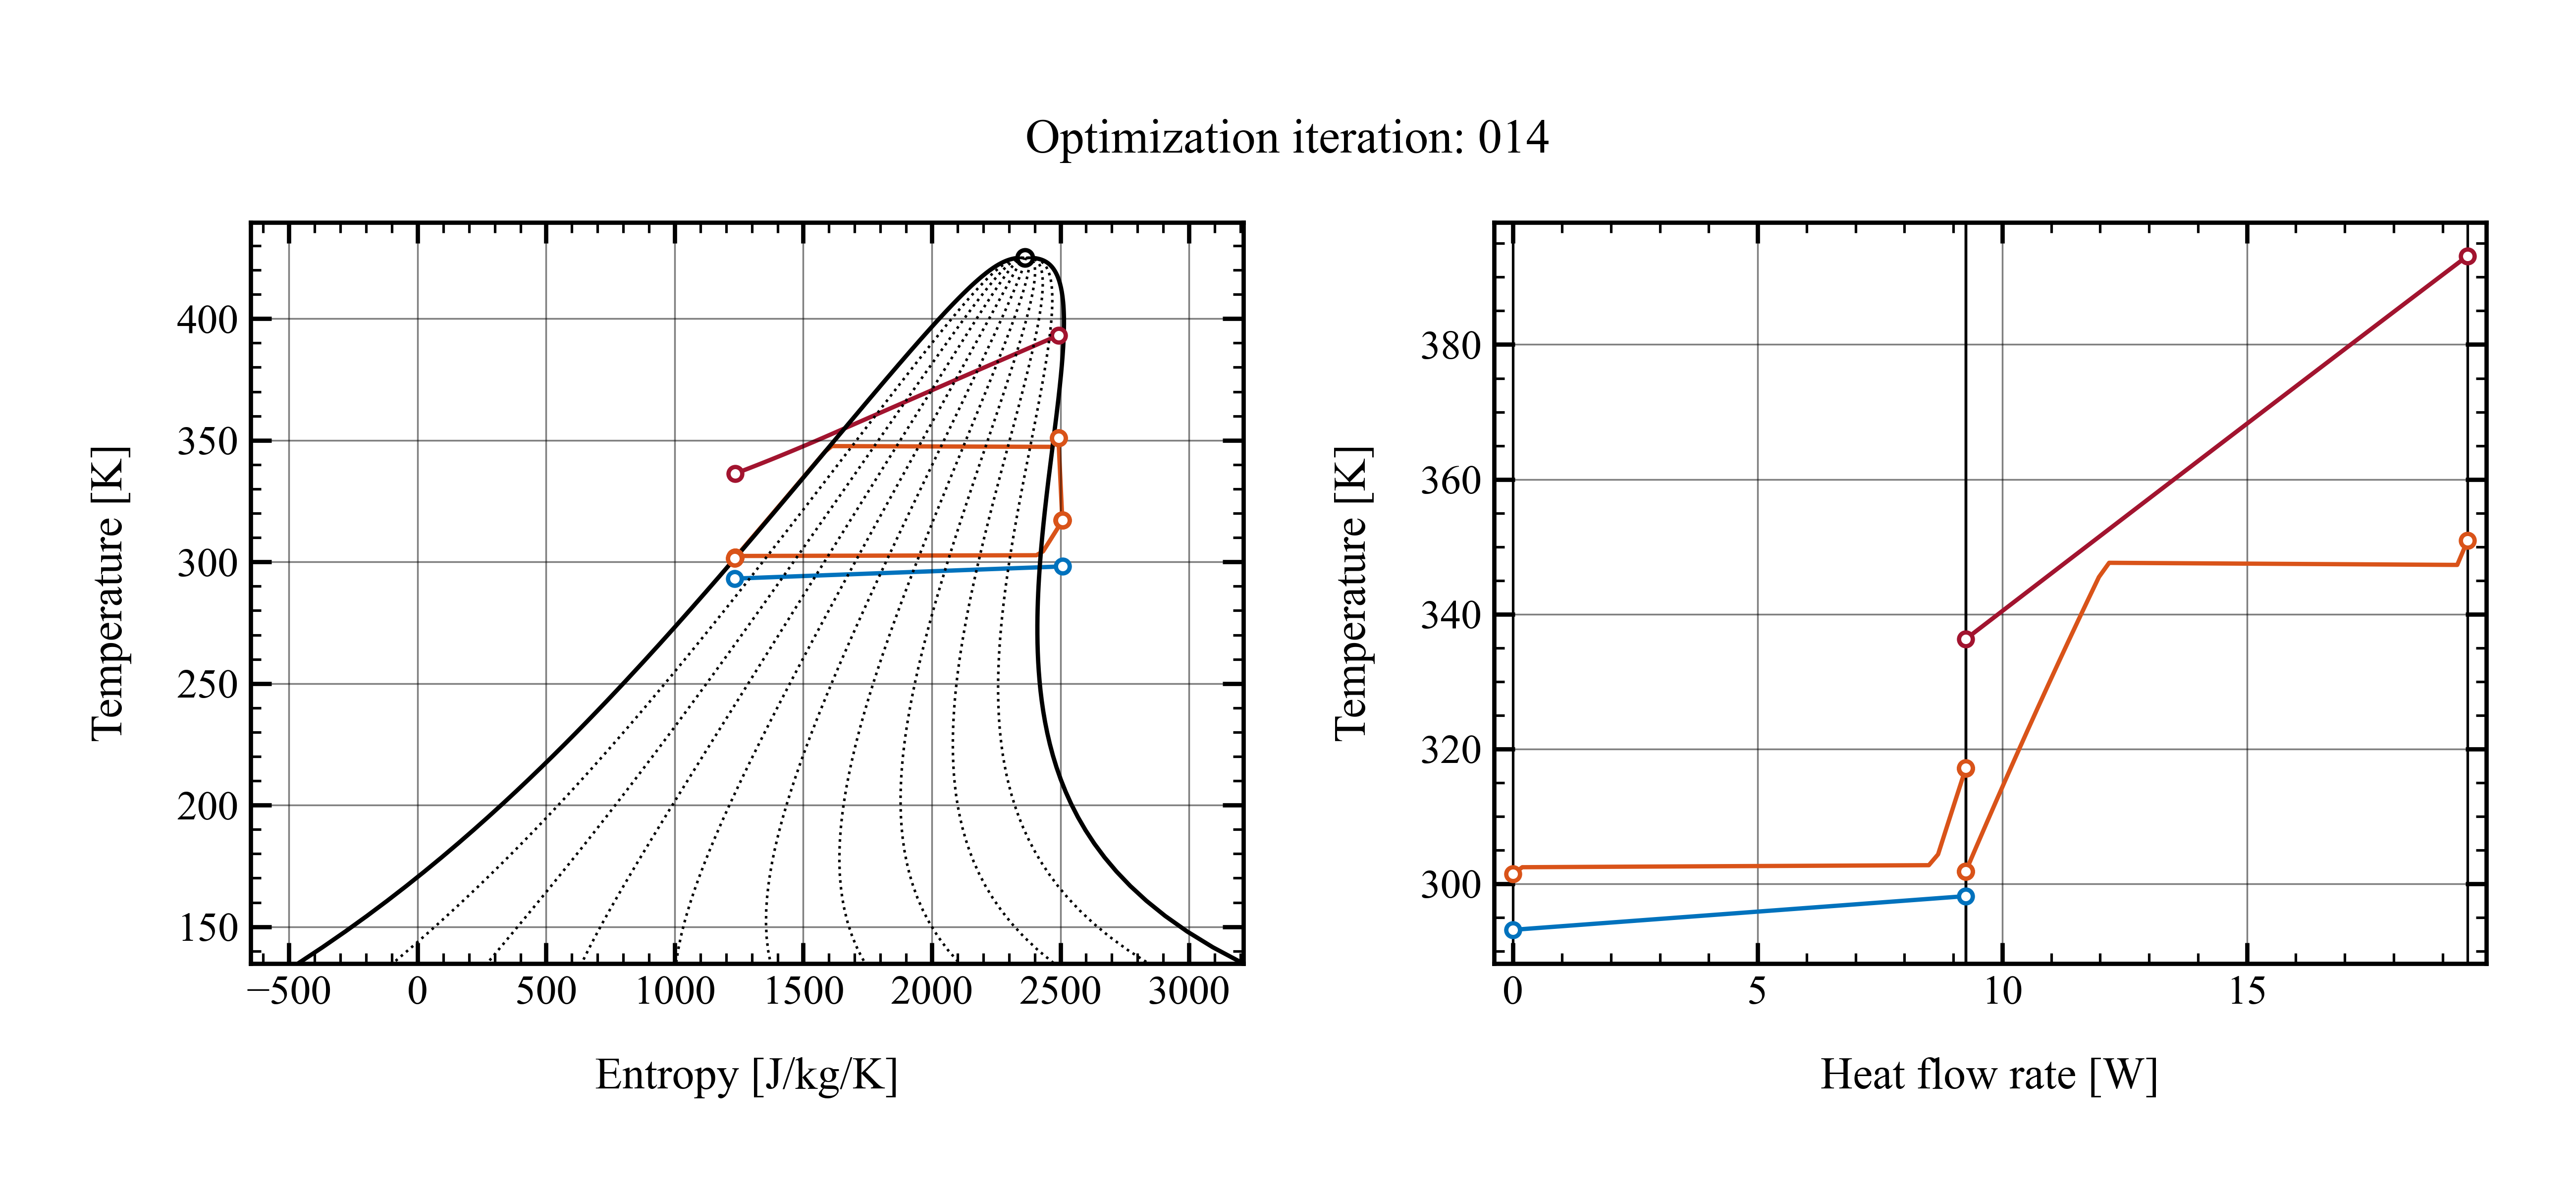 Optimization iteration: 014
Temperature [K]
400
350
300
250
200
150
−500 0 500 1000 1500 2000 2500 3000
Entropy [J/kg/K]
Temperature [K]
380
360
340
320
300
0 5 10 15
Heat flow rate [W]